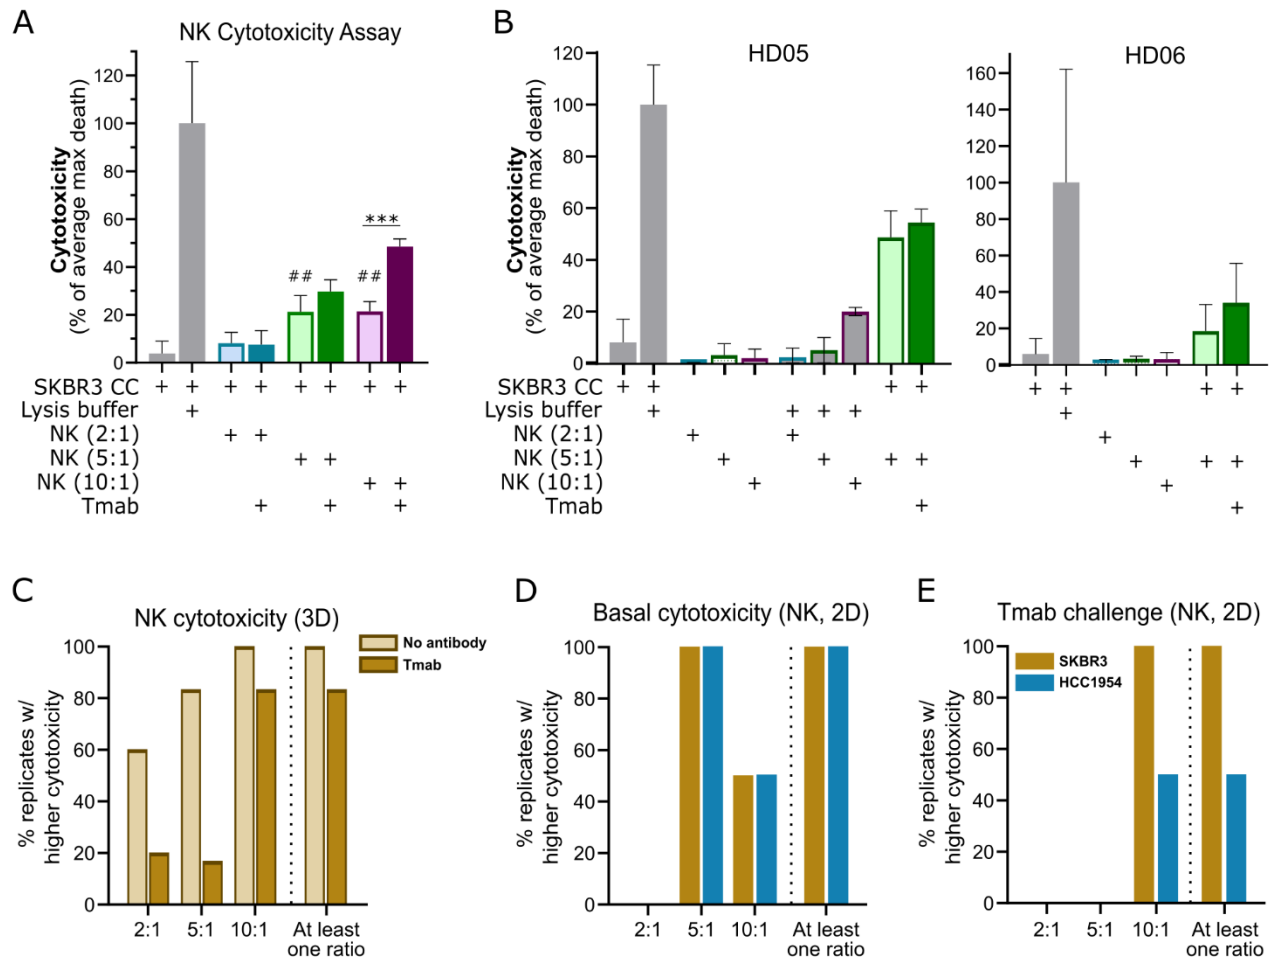 A
NK Cytotoxicity Assay
Cytotoxicity
(% of average max death)
120
100
80
60
40
20
0
##
##
***
SKBR3 CC + + + + + + + +
Lysis buffer +
NK (2:1) + +
NK (5:1) + +
NK (10:1) + +
Tmab + + +
B
HD05
Cytotoxicity
(% of average max death)
120
100
80
60
40
20
0
SKBR3 CC + + + +
Lysis buffer + + + +
NK (2:1) + +
NK (5:1) + + + +
NK (10:1) + +
Tmab +
HD06
160
140
120
100
80
60
40
20
0
+ + + +
+
+
+ + +
+
+
C
NK cytotoxicity (3D)
% replicates w/
higher cytotoxicity
100
80
60
40
20
0
No antibody
Tmab
2:1 5:1 10:1 At least
one ratio
D
Basal cytotoxicity (NK, 2D)
% replicates w/
higher cytotoxicity
100
80
60
40
20
0
2:1 5:1 10:1 At least
one ratio
E
Tmab challenge (NK, 2D)
% replicates w/
higher cytotoxicity
100
80
60
40
20
0
SKBR3
HCC1954
2:1 5:1 10:1 At least
one ratio